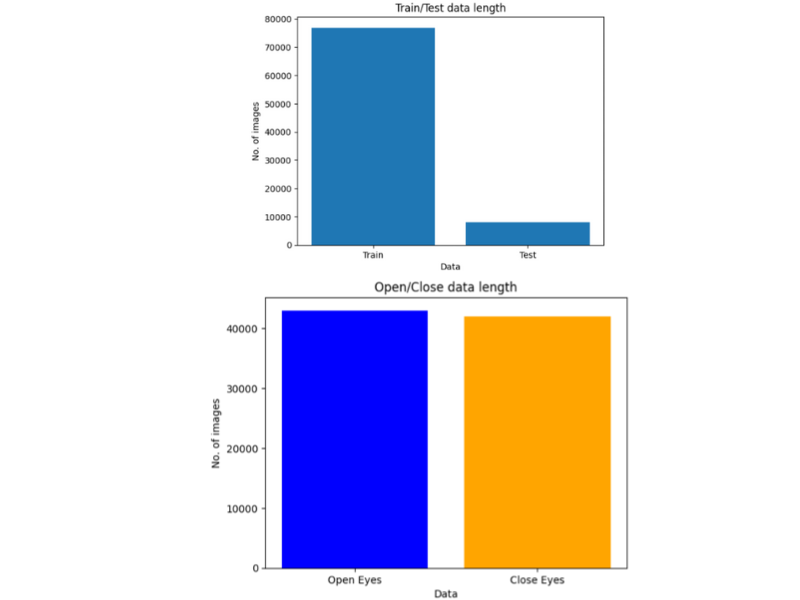 Train/Test data length
80000
70000
60000
50000
40000
30000
20000
10000
0
No. of images
Train Test
Data
Open/Close data length
40000
30000
20000
10000
0
No. of images
Open Eyes Close Eyes
Data